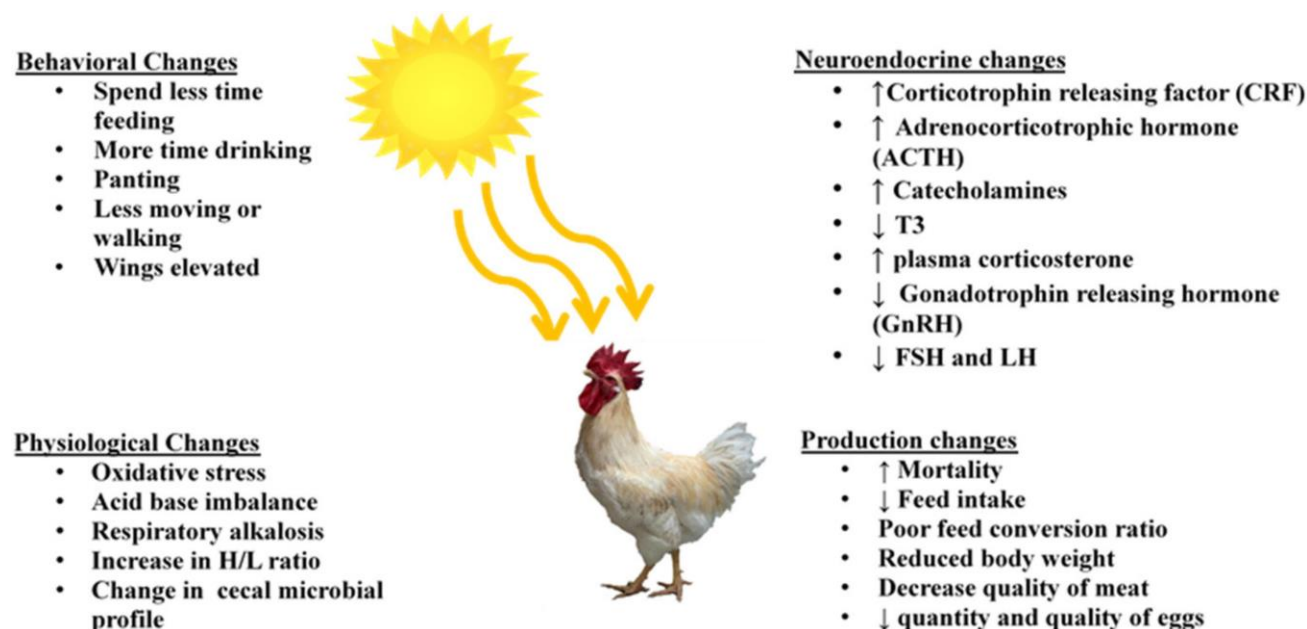 Behavioral Changes
• Spend less time
feeding
• More time drinking
• Panting
• Less moving or
walking
• Wings elevated
Neuroendocrine changes
• ↑Corticotrophin releasing factor (CRF)
• ↑ Adrenocorticotrophic hormone
(ACTH)
• ↑ Catecholamines
• ↓ T3
• ↑ plasma corticosterone
• ↓ Gonadotrophin releasing hormone
(GnRH)
• ↓ FSH and LH
Physiological Changes
• Oxidative stress
• Acid base imbalance
• Respiratory alkalosis
• Increase in H/L ratio
• Change in cecal microbial
profile
Production changes
• ↑ Mortality
• ↓ Feed intake
• Poor feed conversion ratio
• Reduced body weight
• Decrease quality of meat
• ↓ quantity and quality of eggs